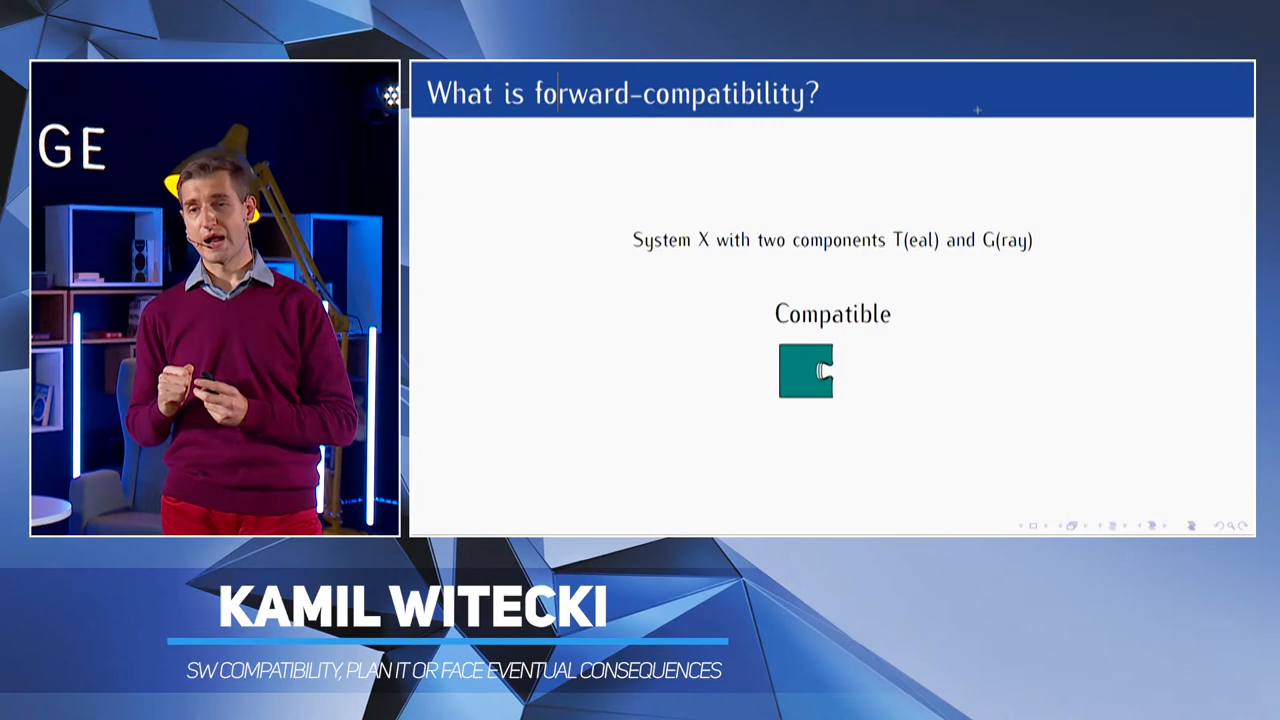 GE
What is forward-compatibility?
System X with two components T(eal) and G(ray)
Compatible
KAMIL WITECKI
SW COMPATIBILITY, PLAN IT OR FACE EVENTUAL CONSEQUENCES